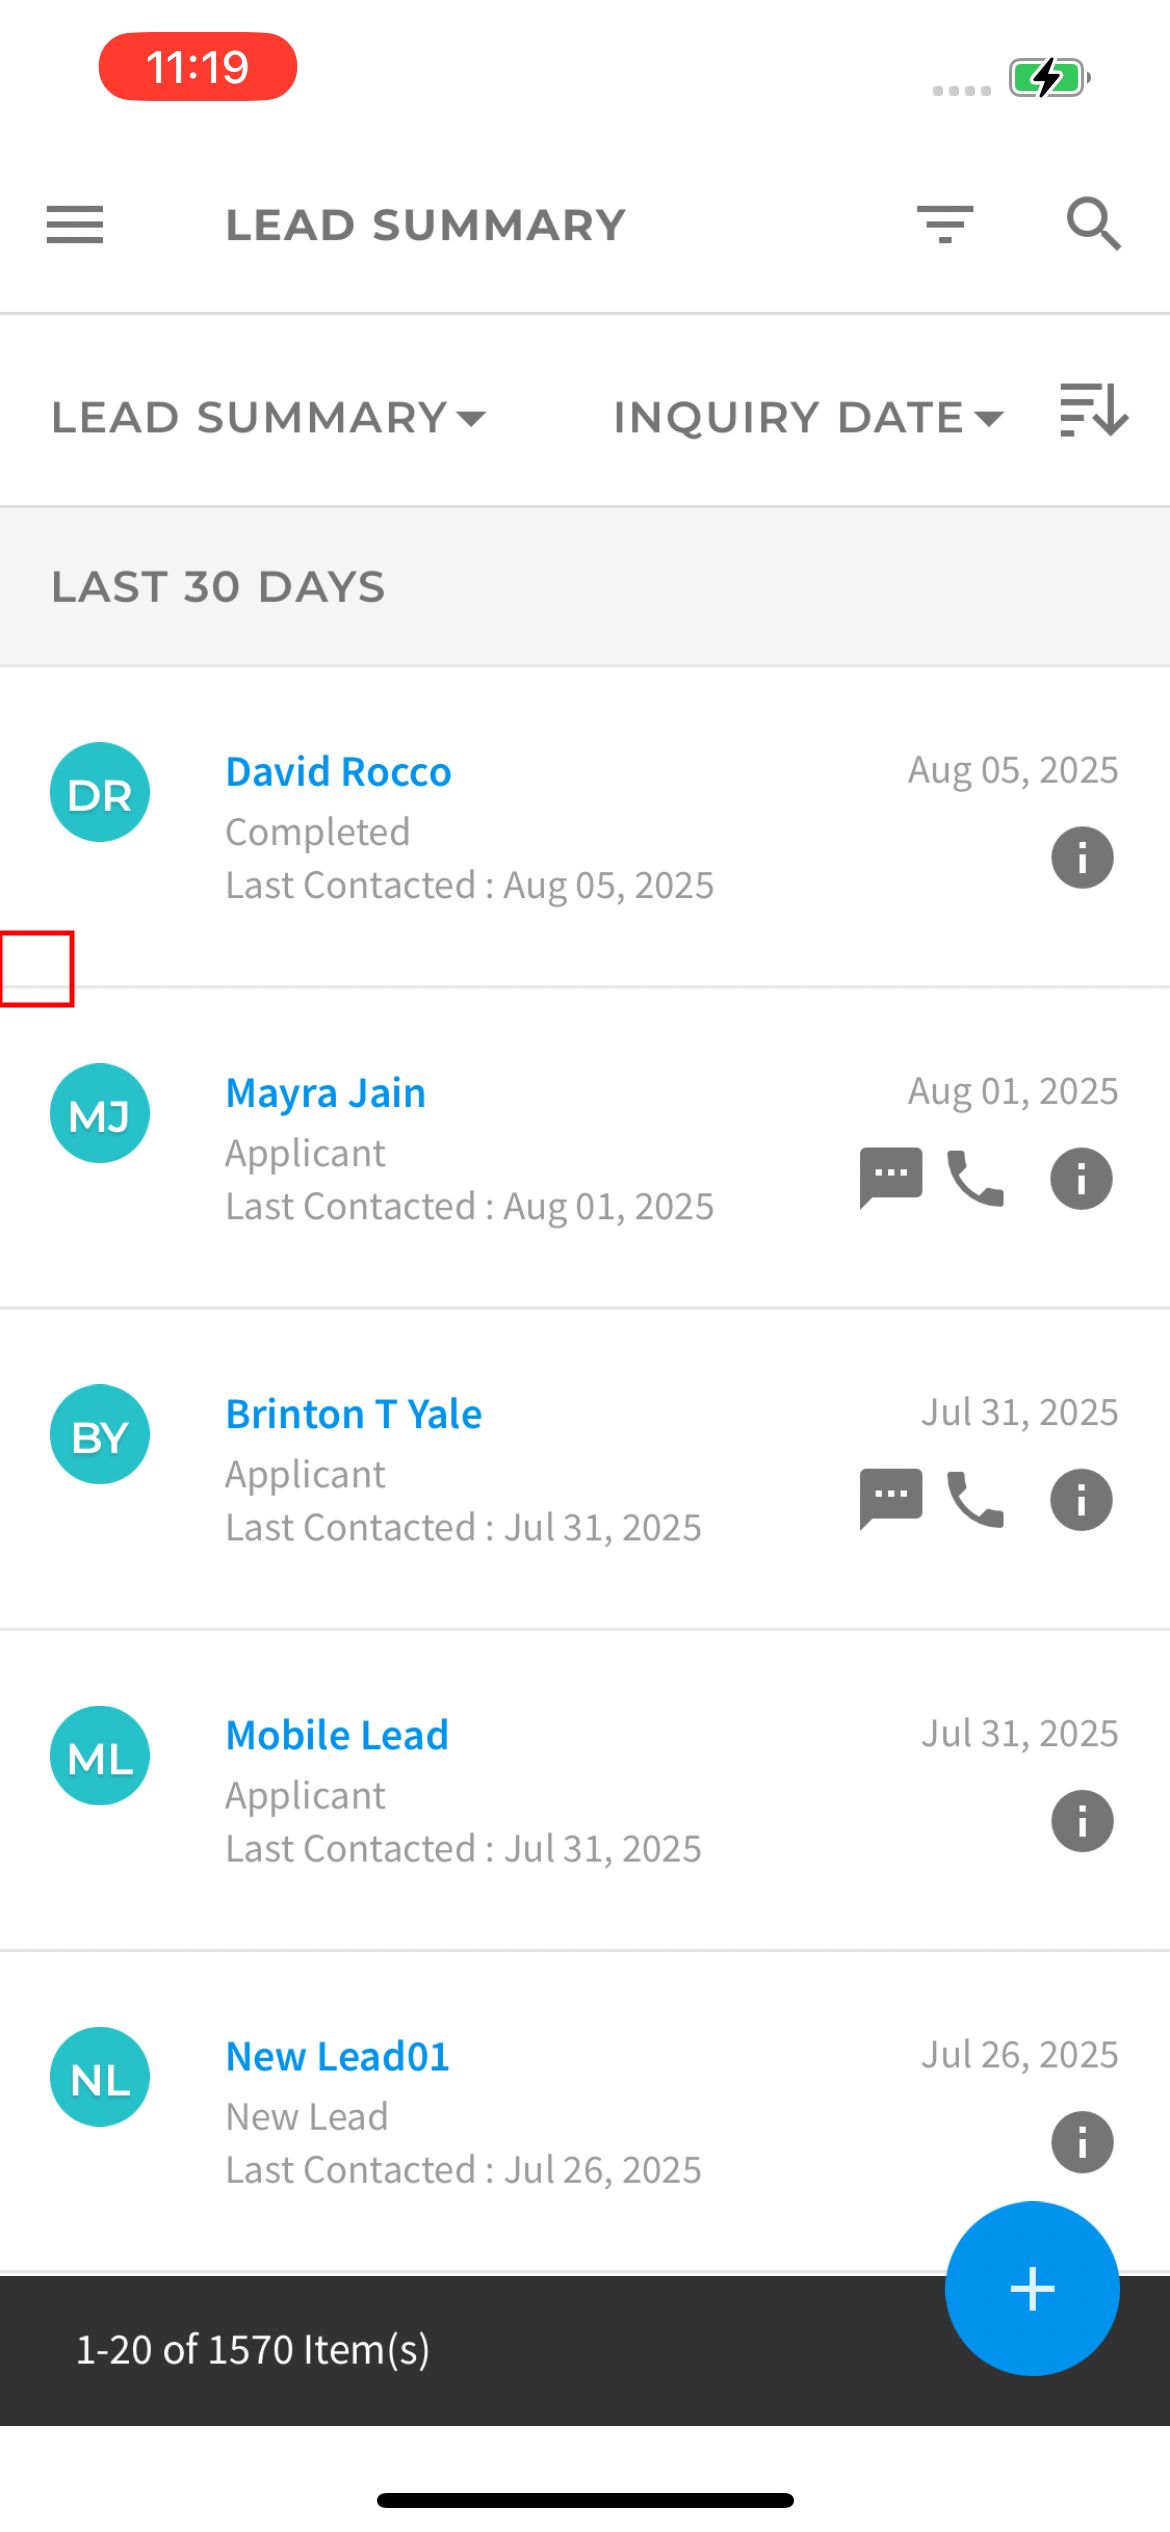 11:19
LEAD SUMMARY
LEAD SUMMARY INQUIRY DATE
LAST 30 DAYS
DR David Rocco Aug 05, 2025
Completed
Last Contacted : Aug 05, 2025
MJ Mayra Jain Aug 01, 2025
Applicant
Last Contacted : Aug 01, 2025
BY Brinton T Yale Jul 31, 2025
Applicant
Last Contacted : Jul 31, 2025
ML Mobile Lead Jul 31, 2025
Applicant
Last Contacted : Jul 31, 2025
NL New Lead01 Jul 26, 2025
New Lead
Last Contacted : Jul 26, 2025
1-20 of 1570 Item(s)